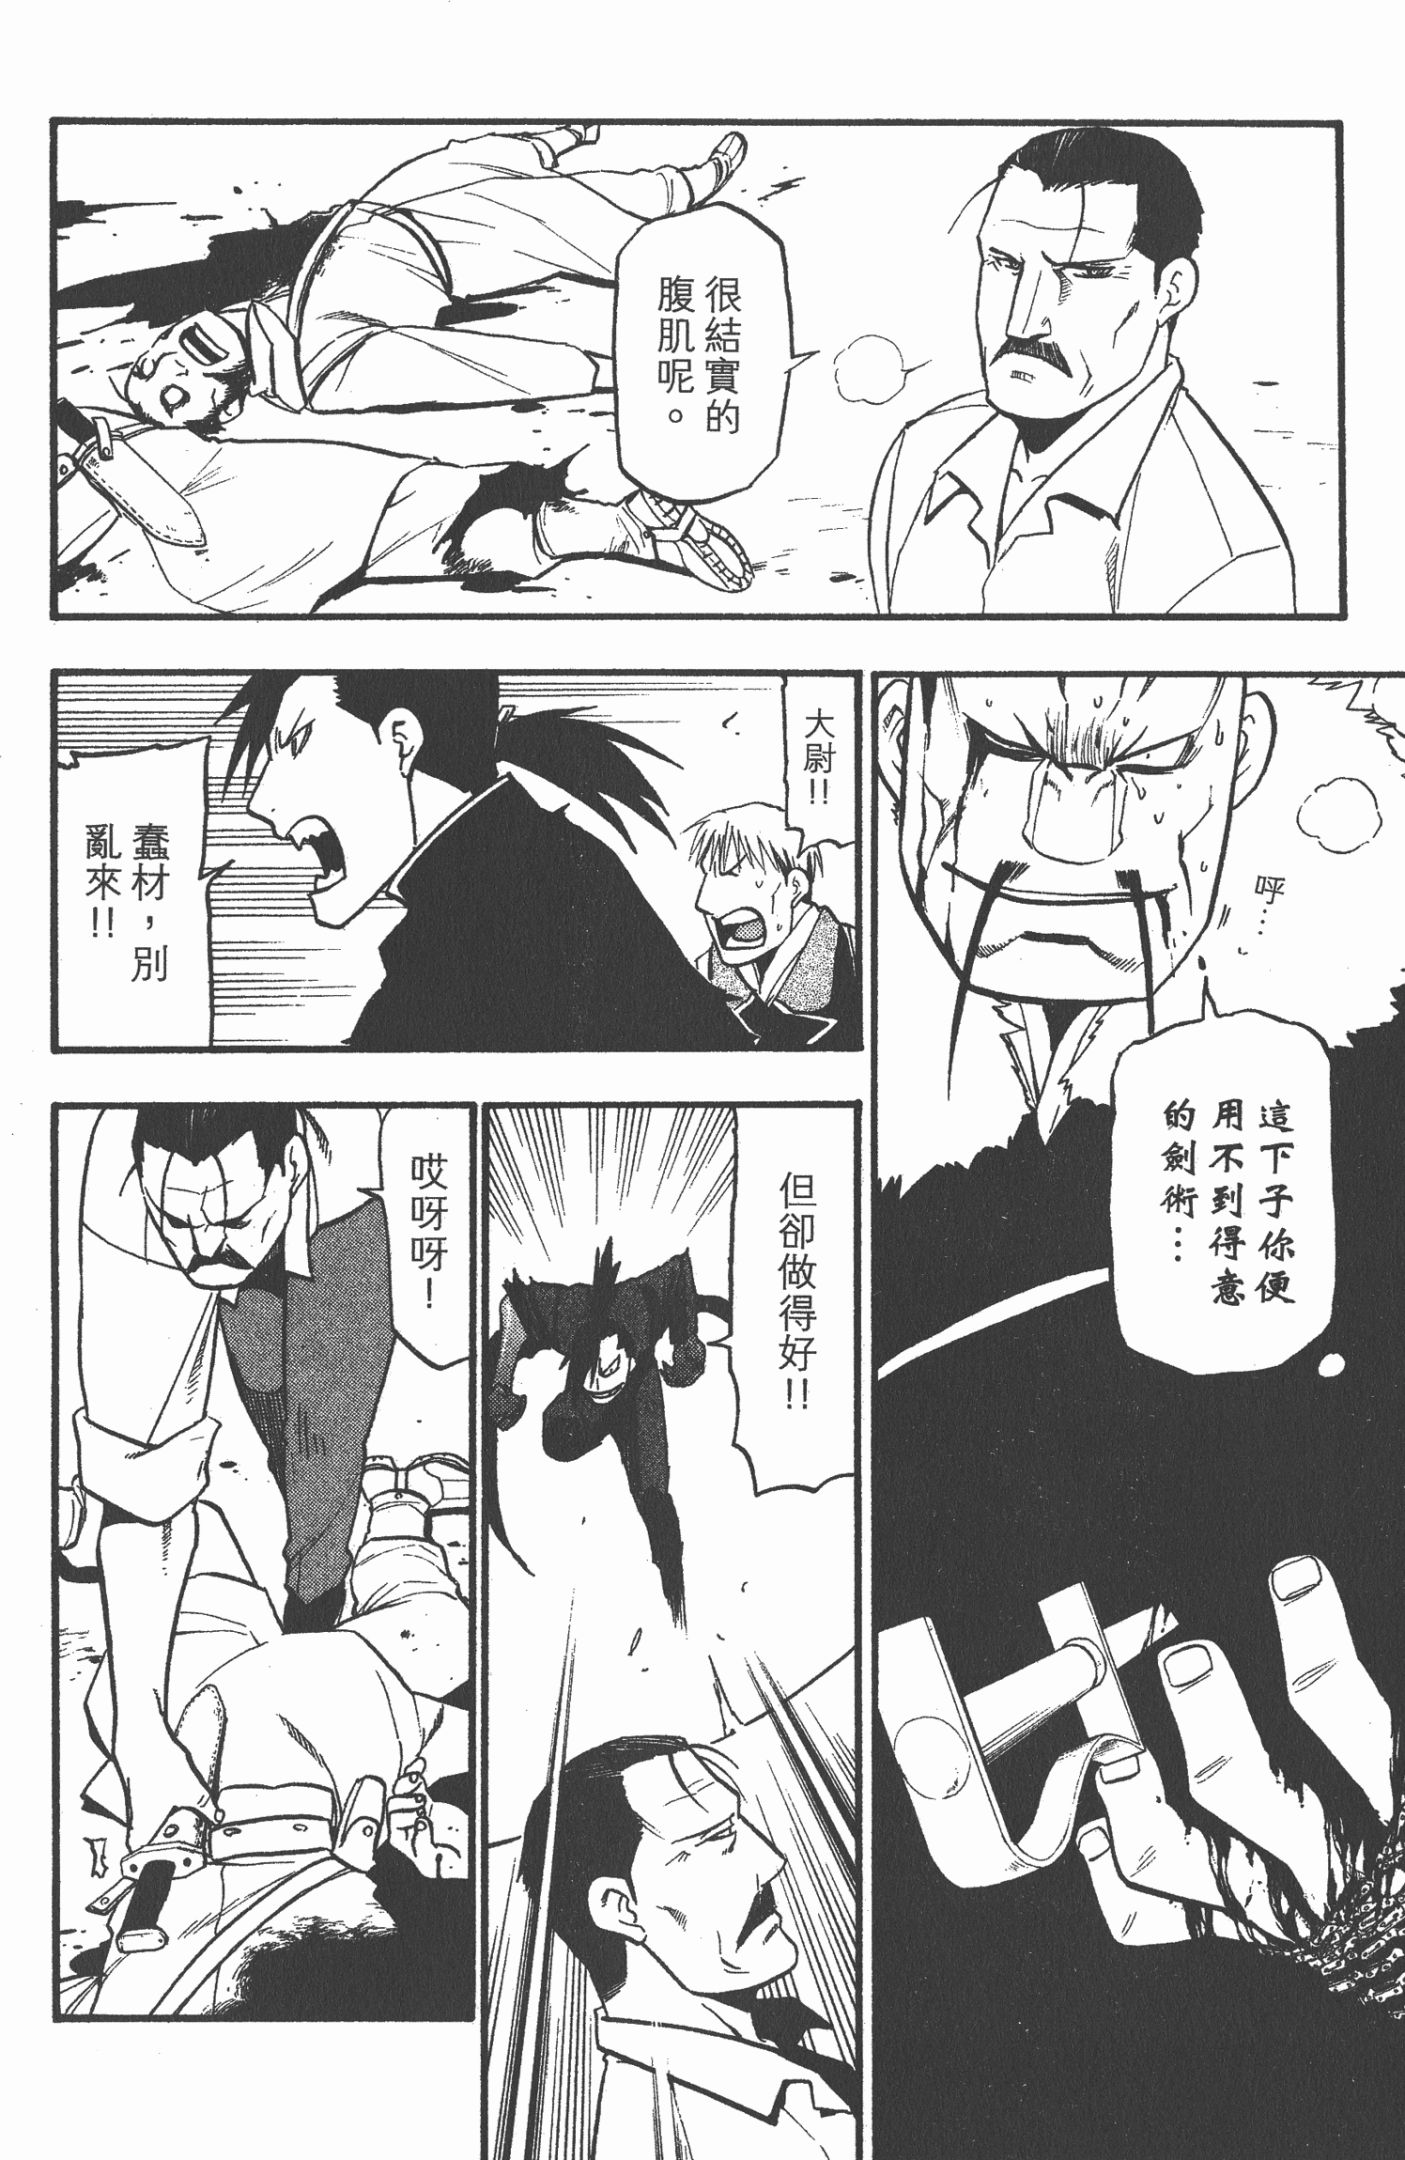 很結實的
腹肌呢。
呼…
這下子你便
用不到得意
的劍術…
大尉!!
蠢材，別
亂來!!
但卻做得好!!
哎呀呀！